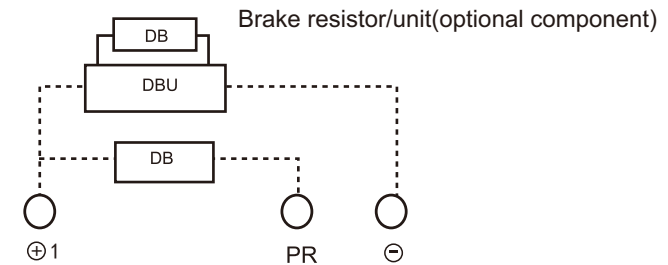 Brake resistor/unit(optional component)
DB
DBU
DB
⊕1 PR ⊖